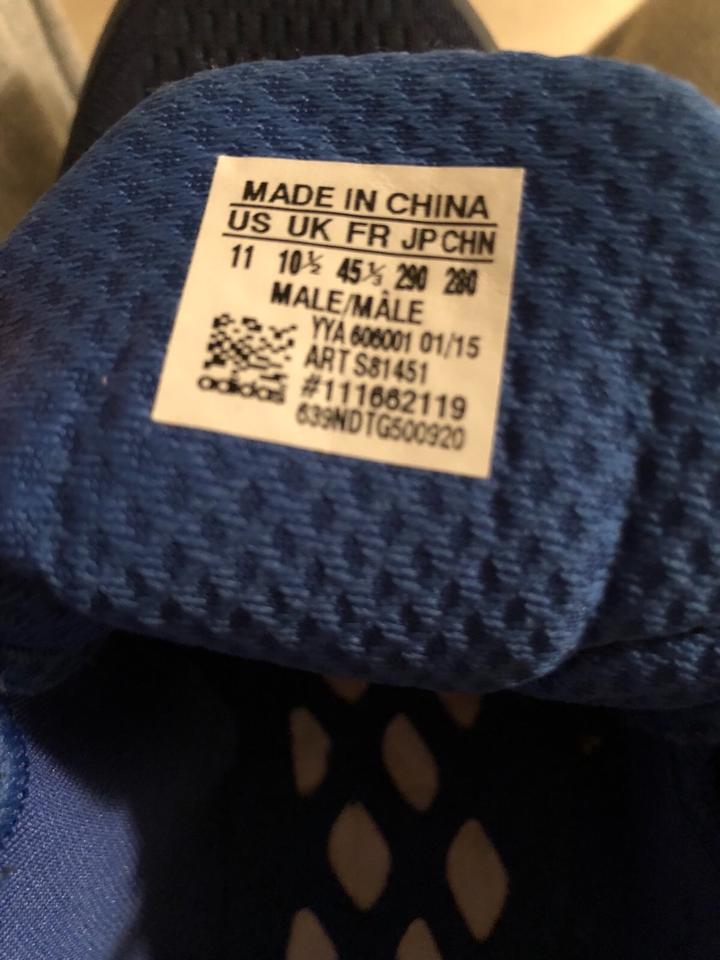 MADE IN CHINA
US UK FR JP CHN
11 10½ 45⅓ 290 280
MALE/MÂLE
YYA 606001 01/15
ART S81451
adidas #111662119
639NDTG500920